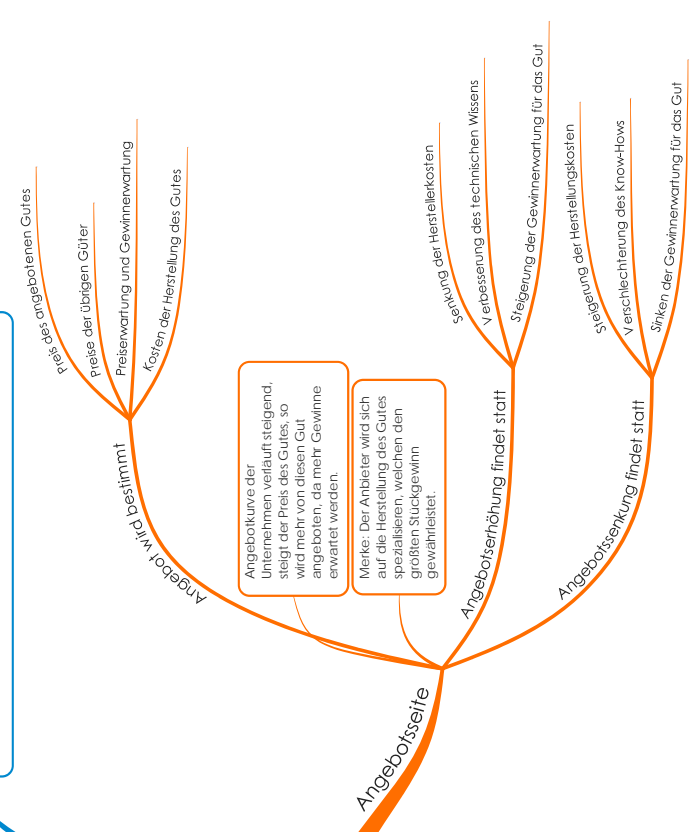 Angebotsseite
Angebot wird bestimmt
Preis des angebotenen Gutes
Preise der übrigen Güter
Preiserwartung und Gewinnerwartung
Kosten der Herstellung des Gutes
Angebotkurve der
Unternehmen verläuft steigend,
steigt der Preis des Gutes, so
wird mehr von diesen Gut
angeboten, da mehr Gewinne
erwartet werden.
Merke: Der Anbieter wird sich
auf die Herstellung des Gutes
spezialisieren, welchen den
größten Stückgewinn
gewährleistet.
Angebotserhöhung findet statt
Senkung der Herstellerkosten
Verbesserung des technischen Wissens
Steigerung der Gewinnerwartung für das Gut
Angebotssenkung findet statt
Steigerung der Herstellungskosten
Verschlechterung des Know-Hows
Sinken der Gewinnerwartung für das Gut